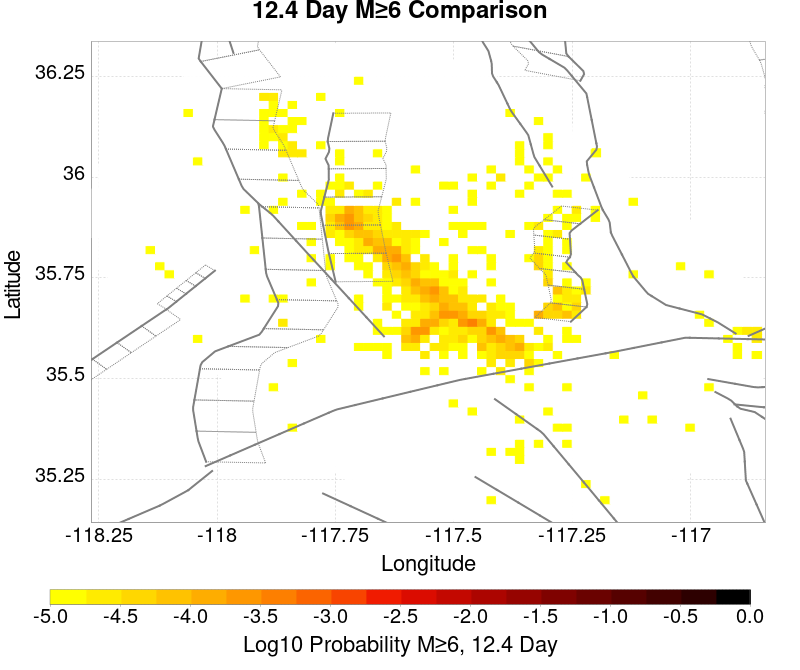 12.4 Day M≥6 Comparison
36.25
36
35.75
35.5
35.25
Latitude
-118.25 -118 -117.75 -117.5 -117.25 -117
Longitude
-5.0 -4.5 -4.0 -3.5 -3.0 -2.5 -2.0 -1.5 -1.0 -0.5 0.0
Log10 Probability M≥6, 12.4 Day